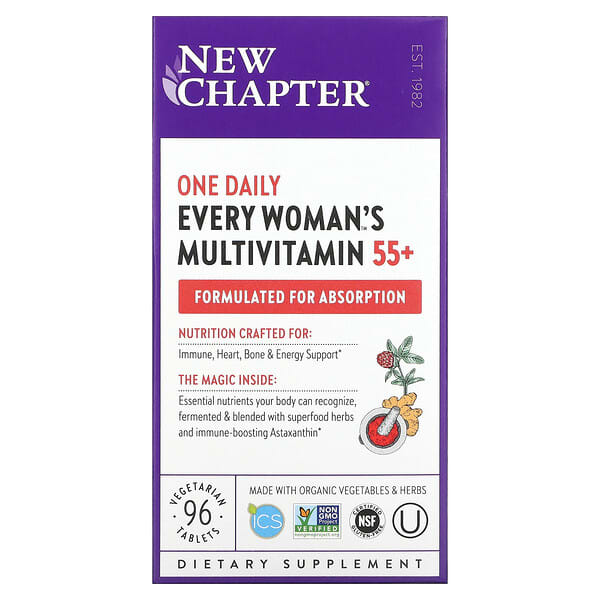 NEW
CHAPTER®
EST. 1982
ONE DAILY
EVERY WOMAN'S™
MULTIVITAMIN 55+
FORMULATED FOR ABSORPTION
NUTRITION CRAFTED FOR:
Immune, Heart, Bone & Energy Support*
THE MAGIC INSIDE:
Essential nutrients your body can recognize,
fermented & blended with superfood herbs
and immune-boosting Astaxanthin*
VEGETARIAN
96
TABLETS
MADE WITH ORGANIC VEGETABLES & HERBS
ICS
NON
GMO
Project
VERIFIED
nongmoproject.org
CERTIFIED
NSF
GLUTEN-FREE
U
DIETARY SUPPLEMENT